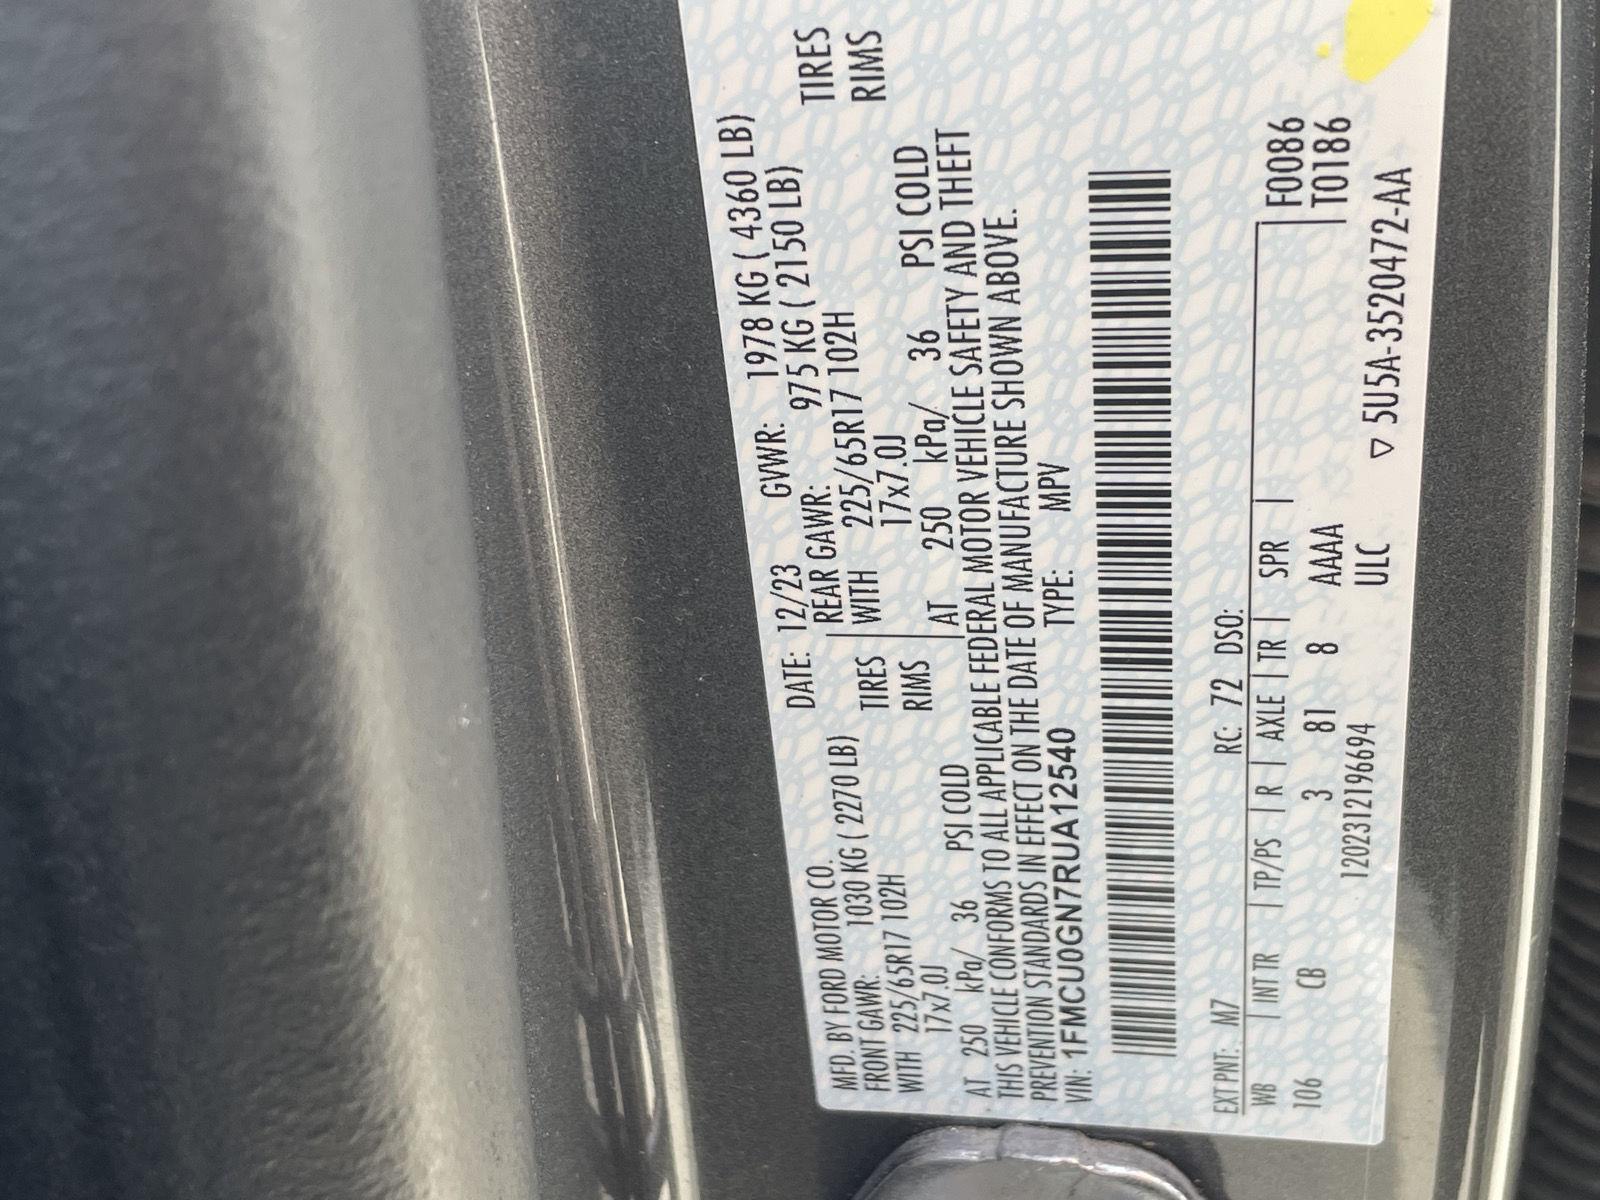 MFD. BY FORD MOTOR CO. DATE: 12/23 GVWR: 1978 KG ( 4360 LB)
FRONT GAWR: 1030 KG ( 2270 LB) REAR GAWR: 975 KG ( 2150 LB)
WITH 225/65R17 102H TIRES WITH 225/65R17 102H TIRES
17x7.0J RIMS 17x7.0J RIMS
AT 250 kPa/ 36 PSI COLD AT 250 kPa/ 36 PSI COLD
THIS VEHICLE CONFORMS TO ALL APPLICABLE FEDERAL MOTOR VEHICLE SAFETY AND THEFT
PREVENTION STANDARDS IN EFFECT ON THE DATE OF MANUFACTURE SHOWN ABOVE.
VIN: 1FMCU0GN7RUA12540 TYPE: MPV
EXT PNT: M7 RC: 72 DSO:
WB | INT TR | TP/PS | R | AXLE | TR | SPR | F0086
106 CB 3 81 8 AAAA T0186
120231219​6694 ULC ▽ 5U5A-3520472-AA